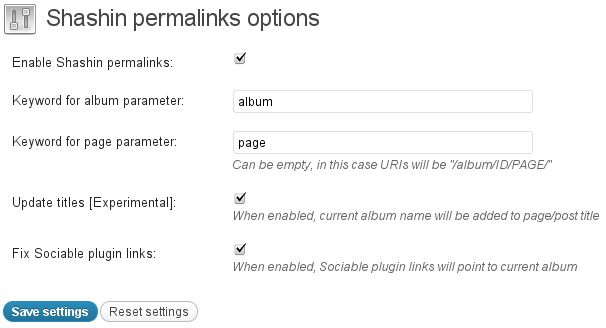 Shashin permalinks options
Enable Shashin permalinks:
Keyword for album parameter: album
Keyword for page parameter: page
Can be empty, in this case URIs will be "/album/ID/PAGE/"
Update titles [Experimental]:
When enabled, current album name will be added to page/post title
Fix Sociable plugin links:
When enabled, Sociable plugin links will point to current album
Save settings Reset settings